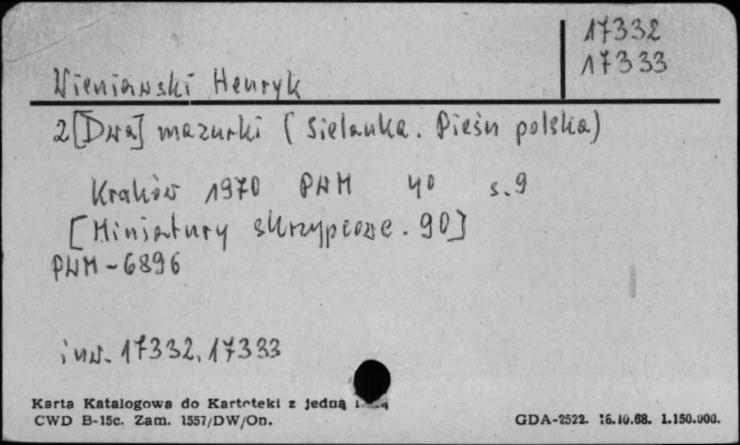 17332
17333
Wieniawski Henryk
2 [Dwa] mazurki (Sielanka. Pieśń polska)
Kraków 1970 PWM 4° s. 9
[Miniatury skrzypcowe. 90]
PWM-6896
inw. 17332, 17333
Karta Katalogowa do Kartoteki z jedną
CWD B-15c. Zam. 1557/DW/On.
GDA-2522. 16.10.68. 1.150.000.